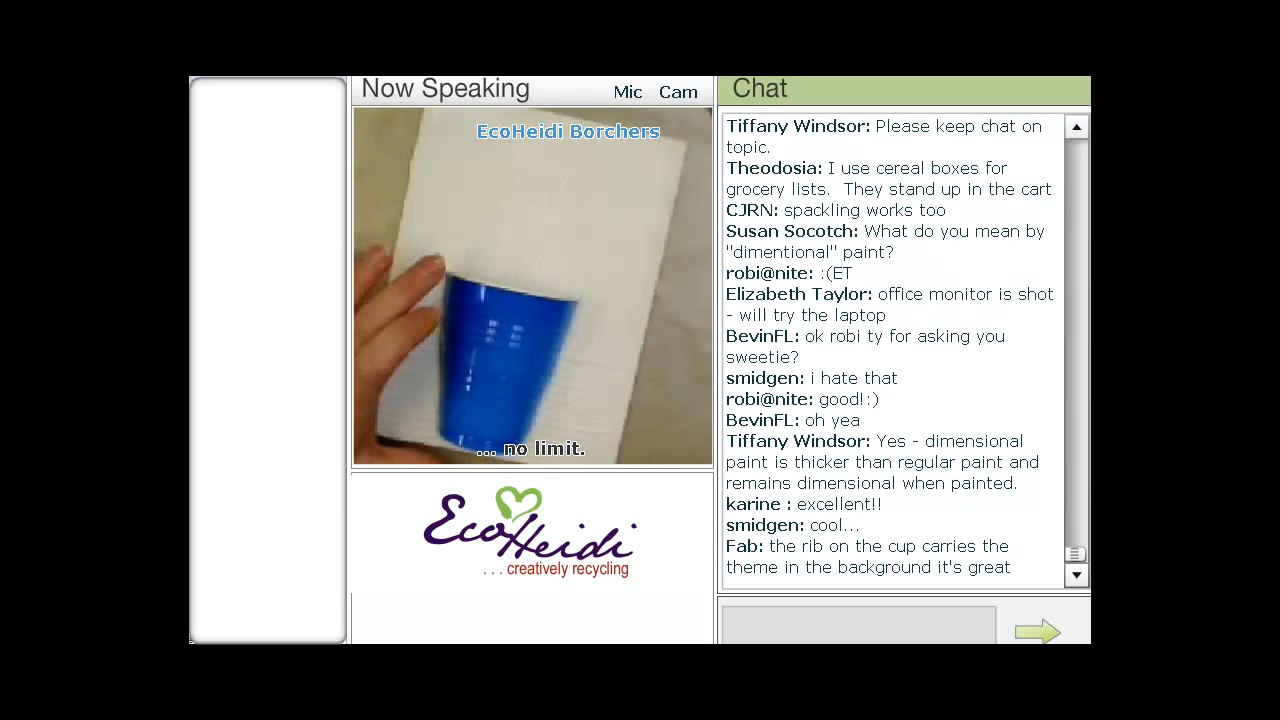 Now Speaking
Mic Cam
EcoHeidi Borchers
... no limit.
EcoHeidi
...creatively recycling
Chat
Tiffany Windsor: Please keep chat on
topic.
Theodosia: I use cereal boxes for
grocery lists. They stand up in the cart
CJRN: spackling works too
Susan Socotch: What do you mean by
"dimentional" paint?
robi@nite: :(ET
Elizabeth Taylor: office monitor is shot
- will try the laptop
BevinFL: ok robi ty for asking you
sweetie?
smidgen: i hate that
robi@nite: good!:)
BevinFL: oh yea
Tiffany Windsor: Yes - dimensional
paint is thicker than regular paint and
remains dimensional when painted.
karine : excellent!!
smidgen: cool...
Fab: the rib on the cup carries the
theme in the background it's great